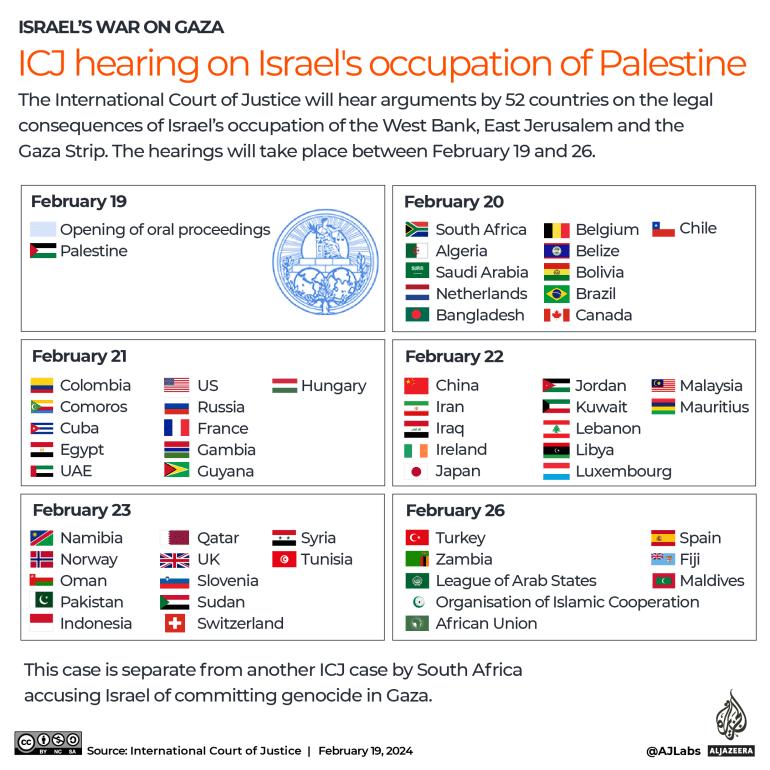 ISRAEL'S WAR ON GAZA
ICJ hearing on Israel's occupation of Palestine
The International Court of Justice will hear arguments by 52 countries on the legal
consequences of Israel's occupation of the West Bank, East Jerusalem and the
Gaza Strip. The hearings will take place between February 19 and 26.
February 19
Opening of oral proceedings
Palestine
February 20
South Africa
Algeria
Saudi Arabia
Netherlands
Bangladesh
Belgium
Belize
Bolivia
Brazil
Canada
Chile
February 21
Colombia
Comoros
Cuba
Egypt
UAE
US
Russia
France
Gambia
Guyana
Hungary
February 22
China
Iran
Iraq
Ireland
Japan
Jordan
Kuwait
Lebanon
Libya
Luxembourg
Malaysia
Mauritius
February 23
Namibia
Norway
Oman
Pakistan
Indonesia
Qatar
UK
Slovenia
Sudan
Switzerland
Syria
Tunisia
February 26
Turkey
Zambia
League of Arab States
Organisation of Islamic Cooperation
African Union
Spain
Fiji
Maldives
This case is separate from another ICJ case by South Africa
accusing Israel of committing genocide in Gaza.
CC BY NC SA
Source: International Court of Justice | February 19, 2024
@AJLabs
ALJAZEERA